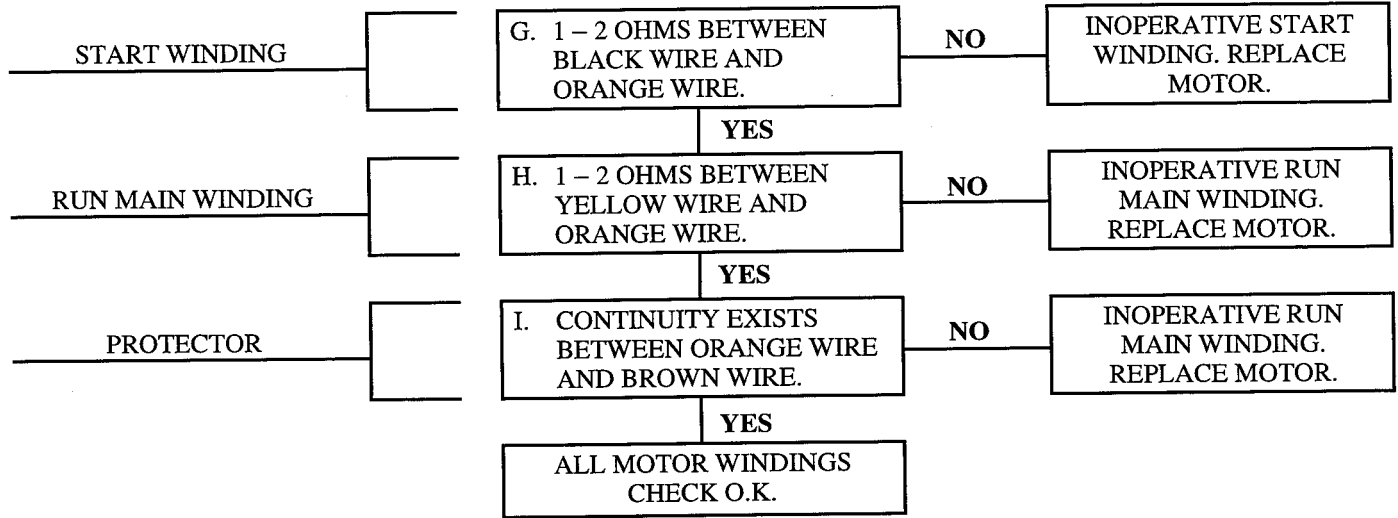 START WINDING
G. 1 – 2 OHMS BETWEEN
BLACK WIRE AND
ORANGE WIRE.
NO
INOPERATIVE START
WINDING. REPLACE
MOTOR.
YES
RUN MAIN WINDING
H. 1 – 2 OHMS BETWEEN
YELLOW WIRE AND
ORANGE WIRE.
NO
INOPERATIVE RUN
MAIN WINDING.
REPLACE MOTOR.
YES
PROTECTOR
I. CONTINUITY EXISTS
BETWEEN ORANGE WIRE
AND BROWN WIRE.
NO
INOPERATIVE RUN
MAIN WINDING.
REPLACE MOTOR.
YES
ALL MOTOR WINDINGS
CHECK O.K.